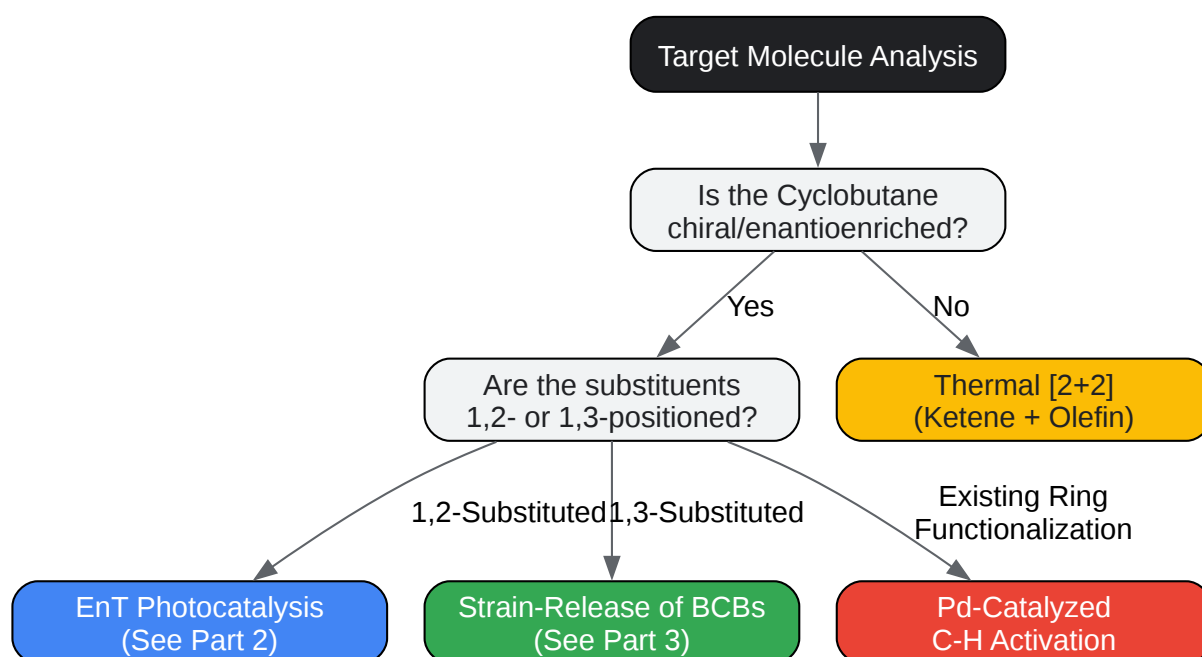 Target Molecule Analysis
Is the Cyclobutane
chiral/enantioenriched?
Yes
No
Are the substituents
1,2- or 1,3-positioned?
Thermal [2+2]
(Ketene + Olefin)
1,2-Substituted
1,3-Substituted
Existing Ring
Functionalization
EnT Photocatalysis
(See Part 2)
Strain-Release of BCBs
(See Part 3)
Pd-Catalyzed
C-H Activation